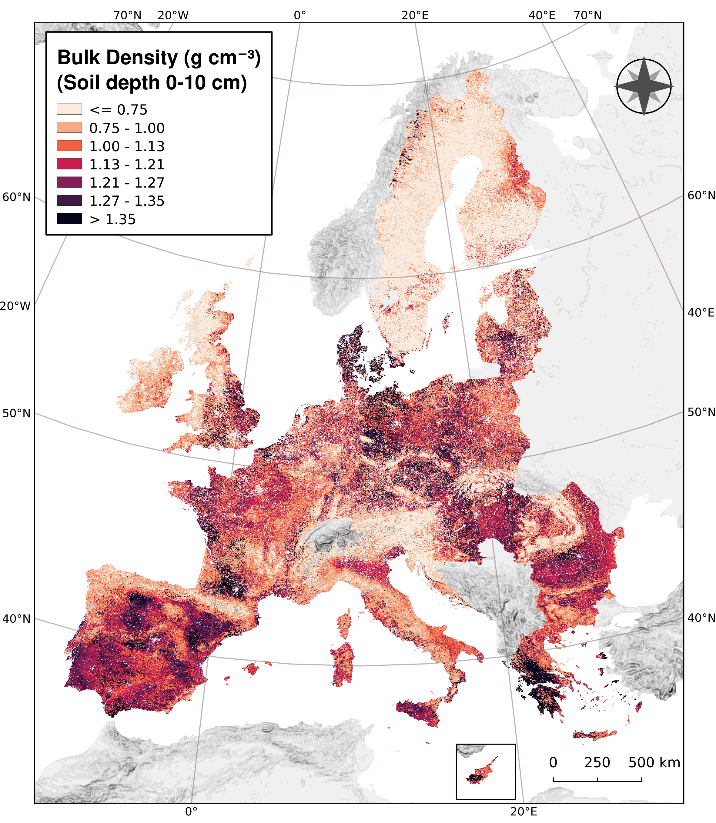 70°N 20°W 0° 20°E 40°E 70°N
Bulk Density (g cm⁻³)
(Soil depth 0-10 cm)
<= 0.75
0.75 - 1.00
1.00 - 1.13
1.13 - 1.21
1.21 - 1.27
1.27 - 1.35
> 1.35
60°N 60°N
20°W 40°E
50°N 50°N
40°N 40°N
0 250 500 km
0° 20°E